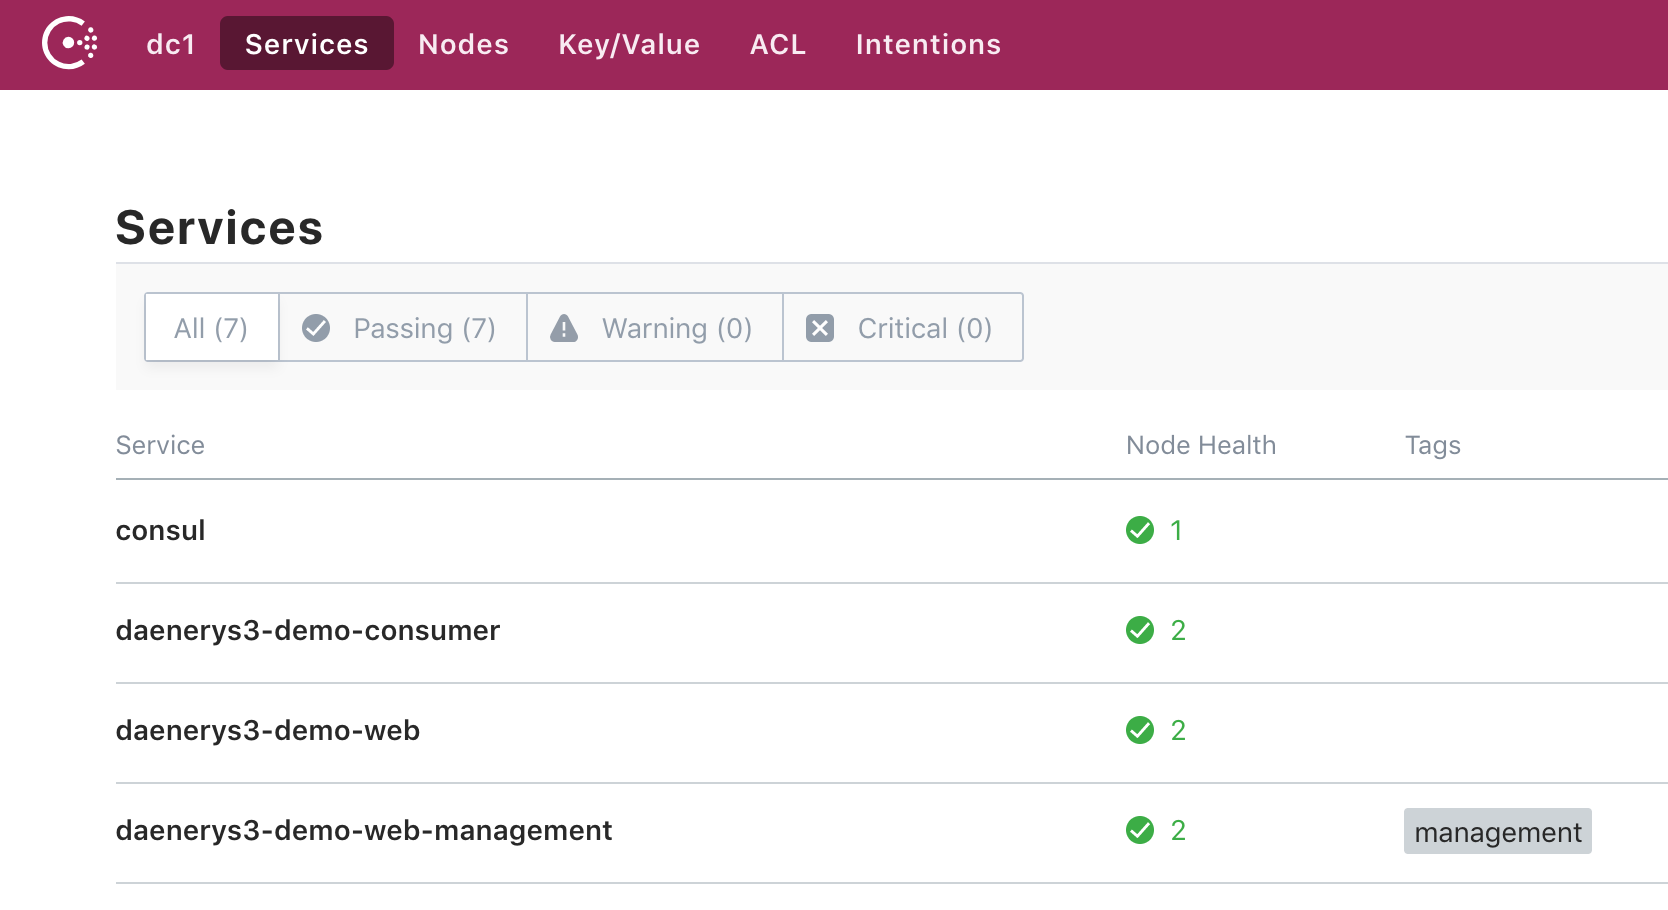 dc1 Services Nodes Key/Value ACL Intentions
Services
All (7) Passing (7) Warning (0) Critical (0)
Service Node Health Tags
consul 1
daenerys3-demo-consumer 2
daenerys3-demo-web 2
daenerys3-demo-web-management 2 management